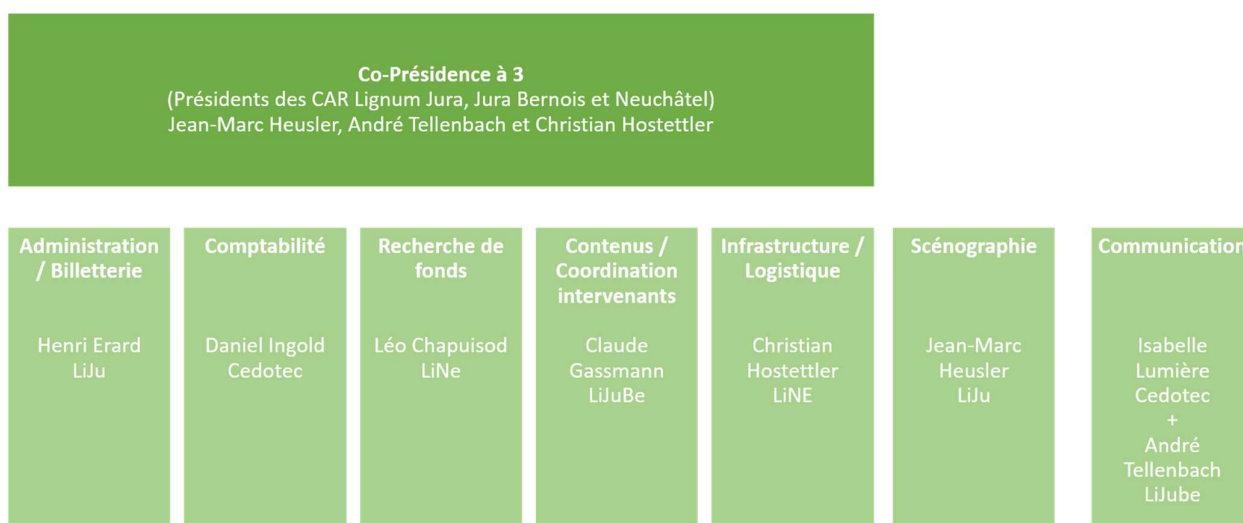 Co-Présidence à 3
(Présidents des CAR Lignum Jura, Jura Bernois et Neuchâtel)
Jean-Marc Heusler, André Tellenbach et Christian Hostettler
Administration
/ Billetterie
Henri Erard
LiJu
Comptabilité
Daniel Ingold
Cedotec
Recherche de
fonds
Léo Chapuisod
LiNe
Contenus /
Coordination
intervenants
Claude
Gassmann
LiJuBe
Infrastructure /
Logistique
Christian
Hostettler
LiNE
Scénographie
Jean-Marc
Heusler
LiJu
Communication
Isabelle
Lumière
Cedotec
+
André
Tellenbach
LiJube